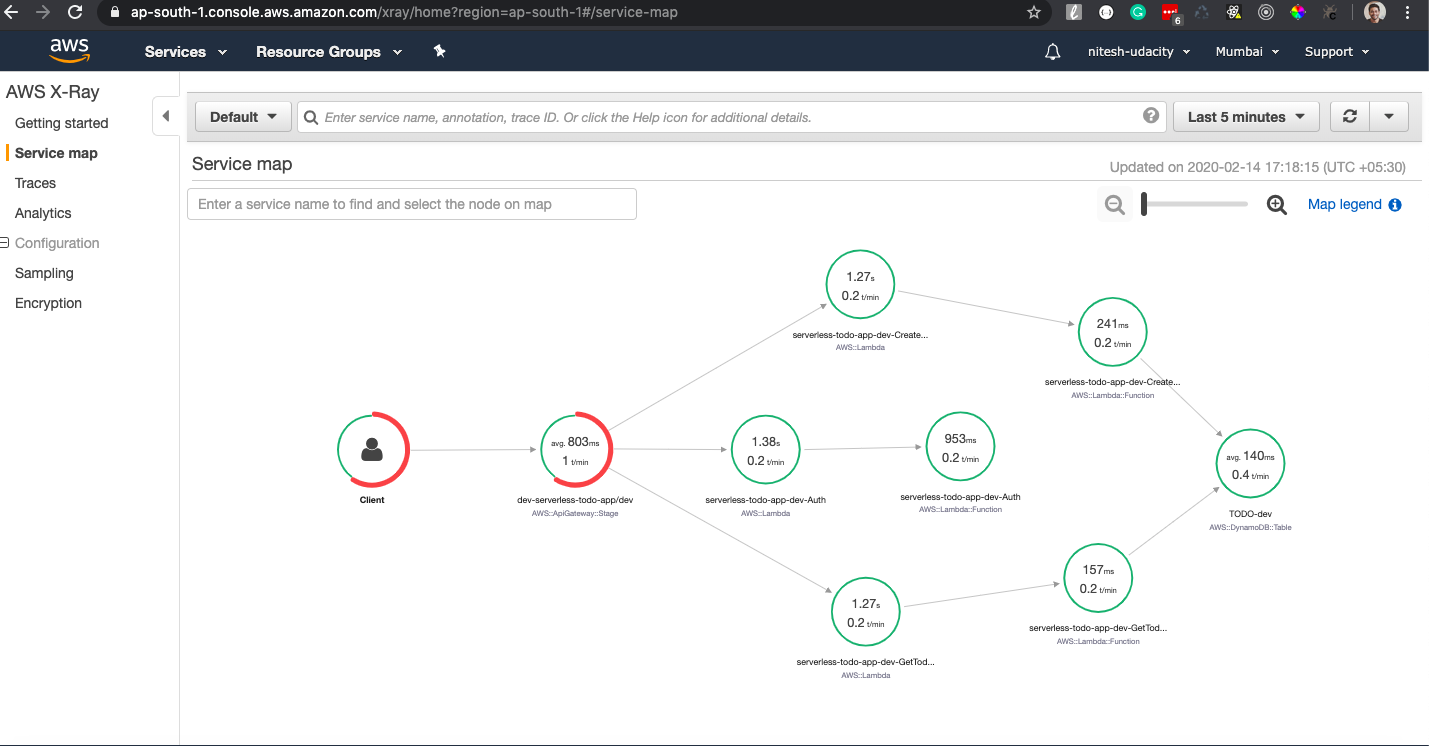 ap-south-1.console.aws.amazon.com/xray/home?region=ap-south-1#/service-map
6
aws Services Resource Groups nitesh-udacity Mumbai Support
AWS X-Ray
Getting started
Service map
Traces
Analytics
Configuration
Sampling
Encryption
Default Enter service name, annotation, trace ID. Or click the Help icon for additional details. ? Last 5 minutes
Service map
Updated on 2020-02-14 17:18:15 (UTC +05:30)
Enter a service name to find and select the node on map
Map legend
1.27s
0.2 t/min
serverless-todo-app-dev-Create...
AWS::Lambda
241ms
0.2 t/min
serverless-todo-app-dev-Create...
AWS::Lambda::Function
Client
avg. 803ms
1 t/min
dev-serverless-todo-app/dev
AWS::ApiGateway::Stage
1.38s
0.2 t/min
serverless-todo-app-dev-Auth
AWS::Lambda
953ms
0.2 t/min
serverless-todo-app-dev-Auth
AWS::Lambda::Function
avg. 140ms
0.4 t/min
TODO-dev
AWS::DynamoDB::Table
1.27s
0.2 t/min
serverless-todo-app-dev-GetTod...
AWS::Lambda
157ms
0.2 t/min
serverless-todo-app-dev-GetTod...
AWS::Lambda::Function